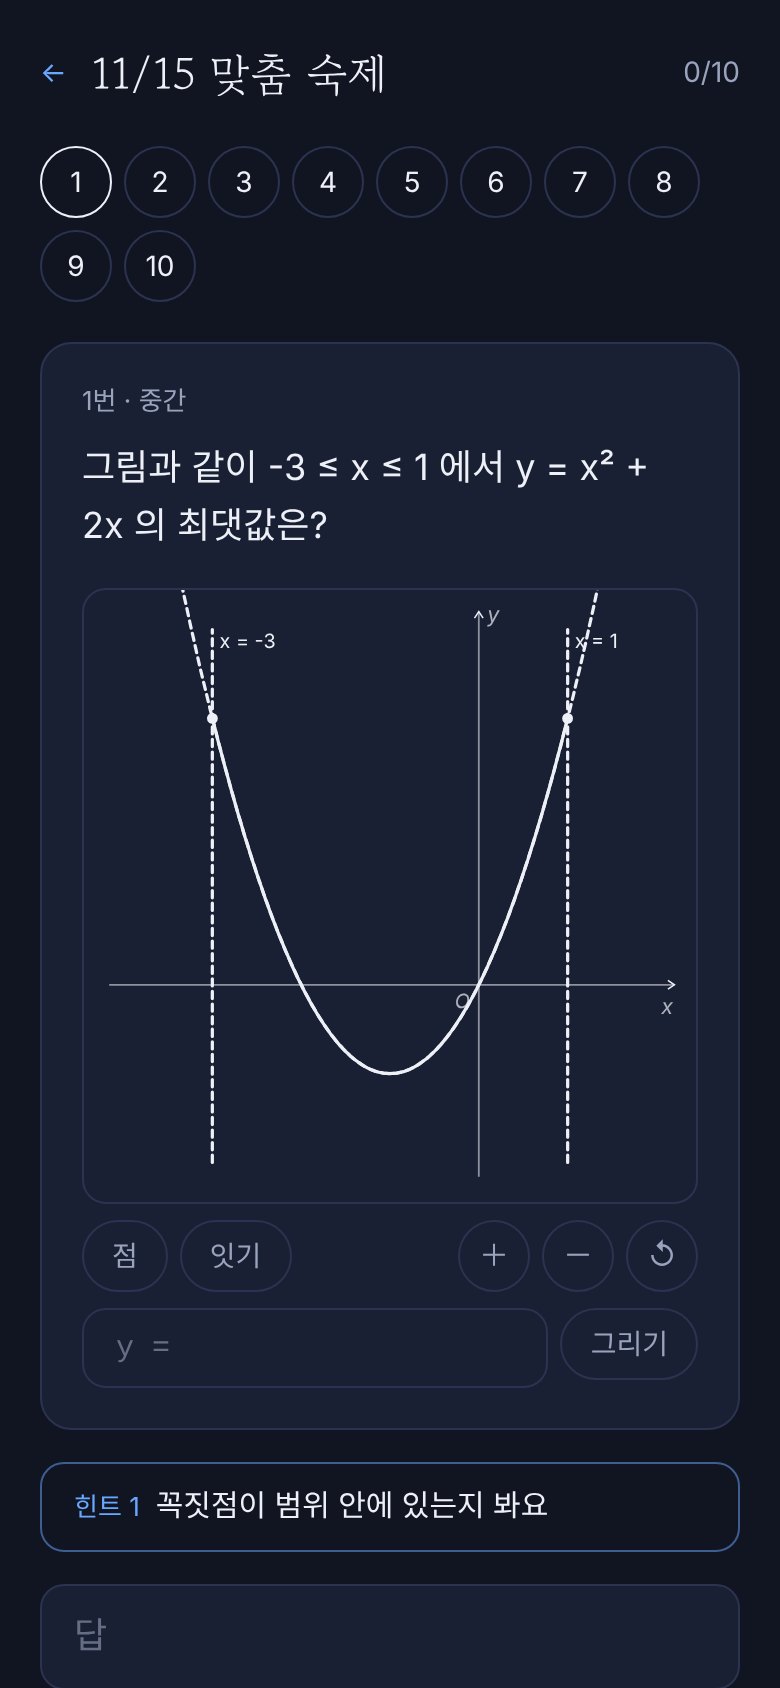 ← 11/15 맞춤 숙제 0/10
1 2 3 4 5 6 7 8
9 10
1번 · 중간
그림과 같이 -3 ≤ x ≤ 1 에서 y = x² +
2x 의 최댓값은?
y
x = -3
x = 1
O
x
점 잇기 + −
y = 그리기
힌트 1 꼭짓점이 범위 안에 있는지 봐요
답